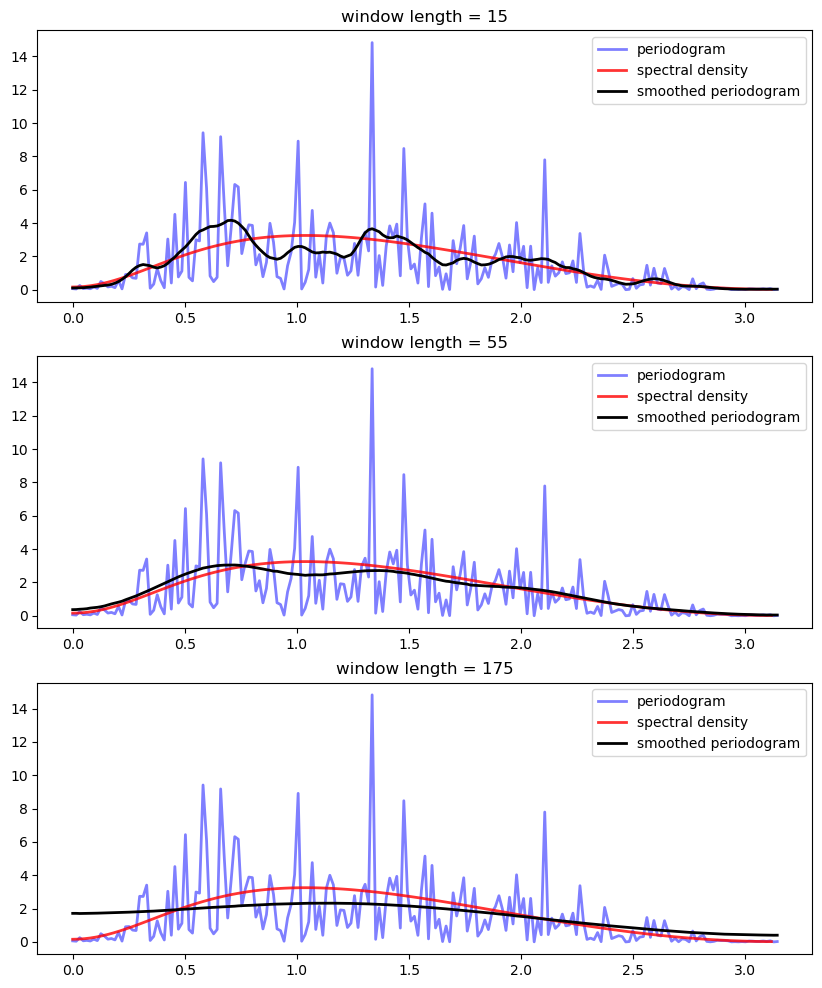 window length = 15
periodogram
spectral density
smoothed periodogram
14
12
10
8
6
4
2
0
0.0 0.5 1.0 1.5 2.0 2.5 3.0
window length = 55
periodogram
spectral density
smoothed periodogram
14
12
10
8
6
4
2
0
0.0 0.5 1.0 1.5 2.0 2.5 3.0
window length = 175
periodogram
spectral density
smoothed periodogram
14
12
10
8
6
4
2
0
0.0 0.5 1.0 1.5 2.0 2.5 3.0